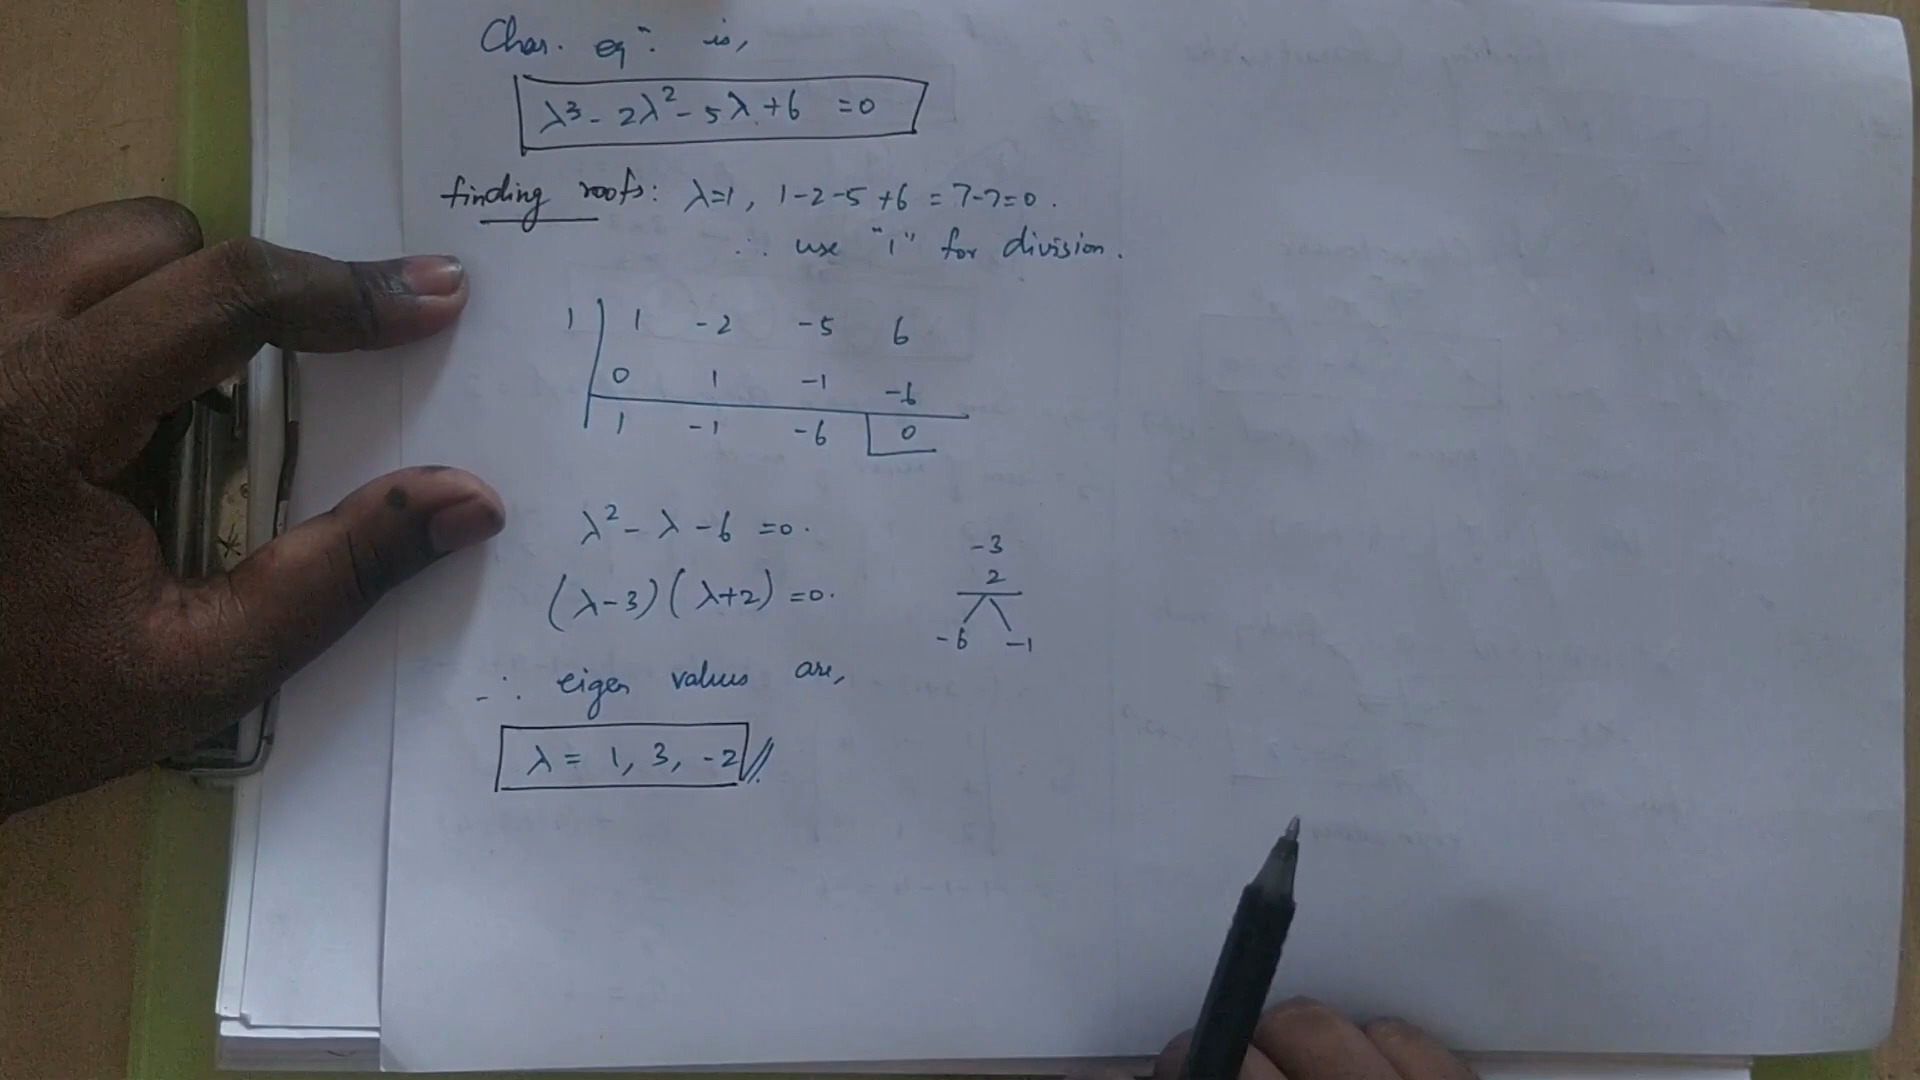 Char. eqⁿ. is,
λ³ - 2λ² - 5λ + 6 = 0
finding roots: λ=1, 1-2-5+6 = 7-7=0.
∴ use "1" for division.
1 | 1 -2 -5 6
0 1 -1 -6
1 -1 -6 0
λ² - λ - 6 = 0.
-3
2
(λ-3)(λ+2) = 0.
-6 -1
∴ eigen values are,
λ = 1, 3, -2 //